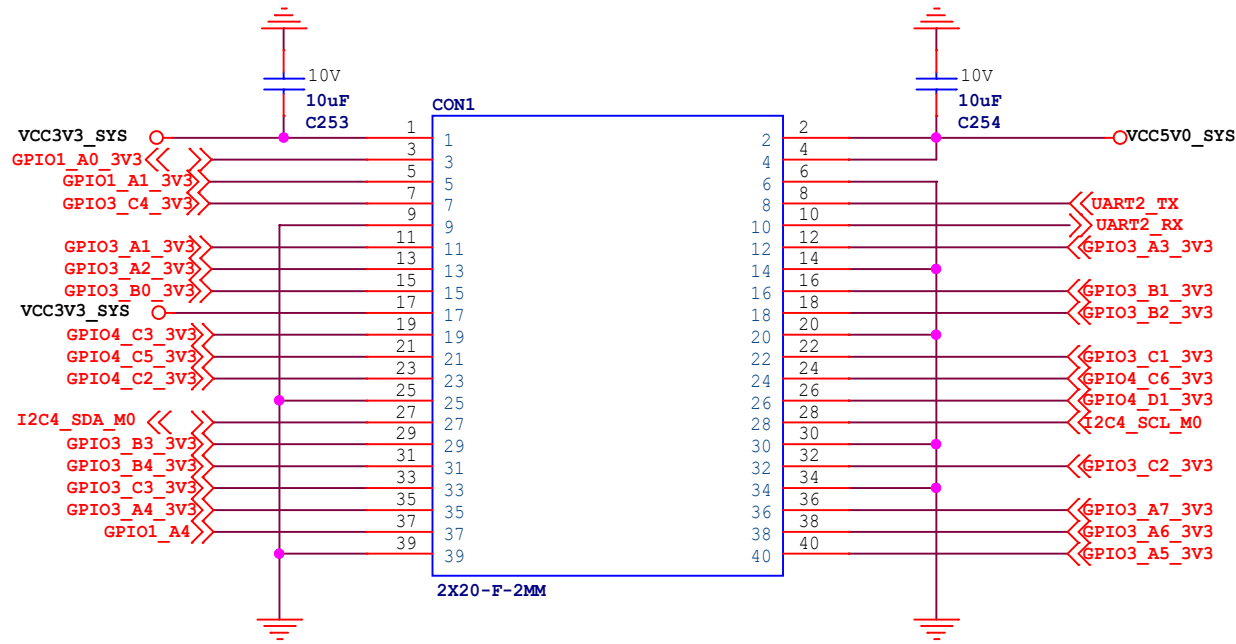 10V
10uF
C253
10V
10uF
C254
CON1
VCC3V3_SYS 1 1 2 2 VCC5V0_SYS
GPIO1_A0_3V3 3 3 4 4
GPIO1_A1_3V3 5 5 6 6
GPIO3_C4_3V3 7 7 8 8 UART2_TX
9 9 10 10 UART2_RX
GPIO3_A1_3V3 11 11 12 12 GPIO3_A3_3V3
GPIO3_A2_3V3 13 13 14 14
GPIO3_B0_3V3 15 15 16 16 GPIO3_B1_3V3
VCC3V3_SYS 17 17 18 18 GPIO3_B2_3V3
GPIO4_C3_3V3 19 19 20 20
GPIO4_C5_3V3 21 21 22 22 GPIO3_C1_3V3
GPIO4_C2_3V3 23 23 24 24 GPIO4_C6_3V3
25 25 26 26 GPIO4_D1_3V3
I2C4_SDA_M0 27 27 28 28 I2C4_SCL_M0
GPIO3_B3_3V3 29 29 30 30
GPIO3_B4_3V3 31 31 32 32 GPIO3_C2_3V3
GPIO3_C3_3V3 33 33 34 34
GPIO3_A4_3V3 35 35 36 36 GPIO3_A7_3V3
GPIO1_A4 37 37 38 38 GPIO3_A6_3V3
39 39 40 40 GPIO3_A5_3V3
2X20-F-2MM